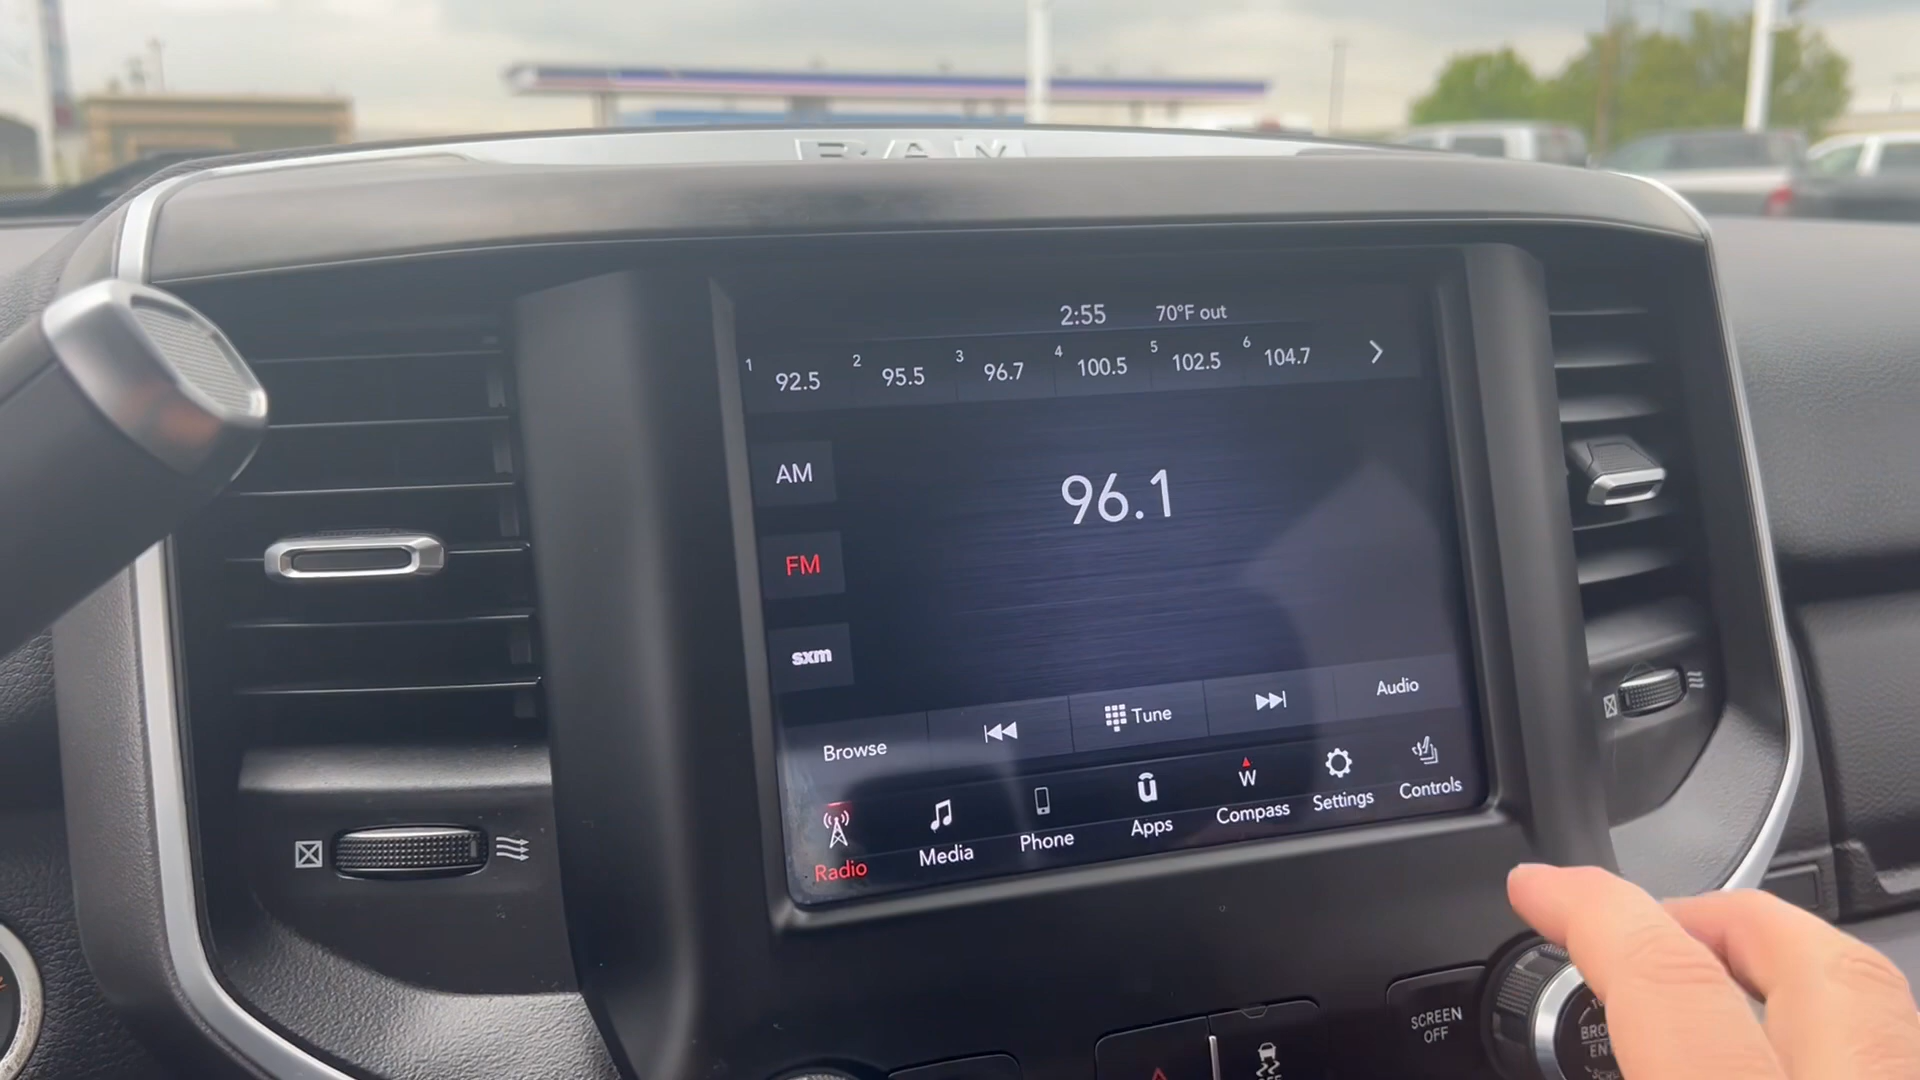 RAM
2:55 70°F out
1 92.5 2 95.5 3 96.7 4 100.5 5 102.5 6 104.7
AM
96.1
FM
sxm
Browse Tune Audio
Radio Media Phone Apps W Compass Settings Controls
SCREEN
OFF